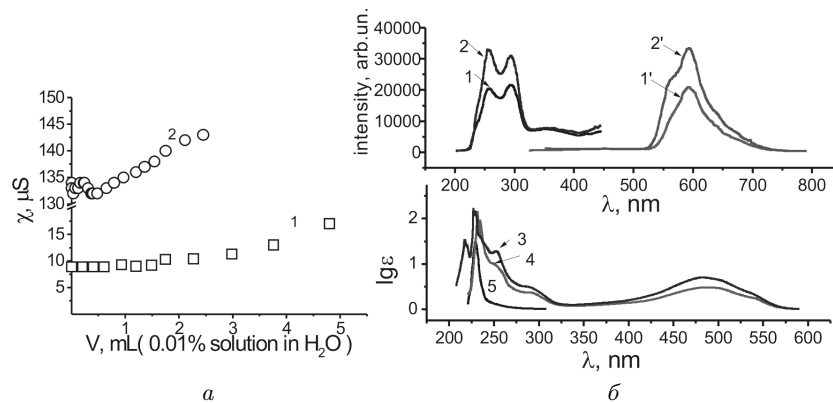 150
145
140
135
130
20
15
10
5
χ, μS
2
1
1 2 3 4 5
V, mL( 0.01% solution in H₂O )
а
40000
30000
20000
10000
0
intensity, arb.un.
2
1
2'
1'
200 300 400 500 600 700 800
λ, nm
2
1
0
lgε
3
4
5
200 250 300 350 400 450 500 550 600
λ, nm
б